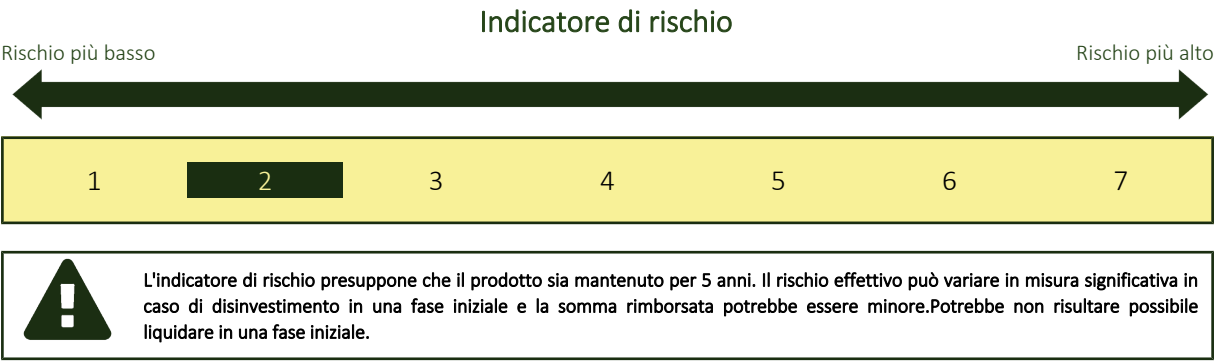 Indicatore di rischio
Rischio più basso Rischio più alto
1 2 3 4 5 6 7
L'indicatore di rischio presuppone che il prodotto sia mantenuto per 5 anni. Il rischio effettivo può variare in misura significativa in
caso di disinvestimento in una fase iniziale e la somma rimborsata potrebbe essere minore.Potrebbe non risultare possibile
liquidare in una fase iniziale.